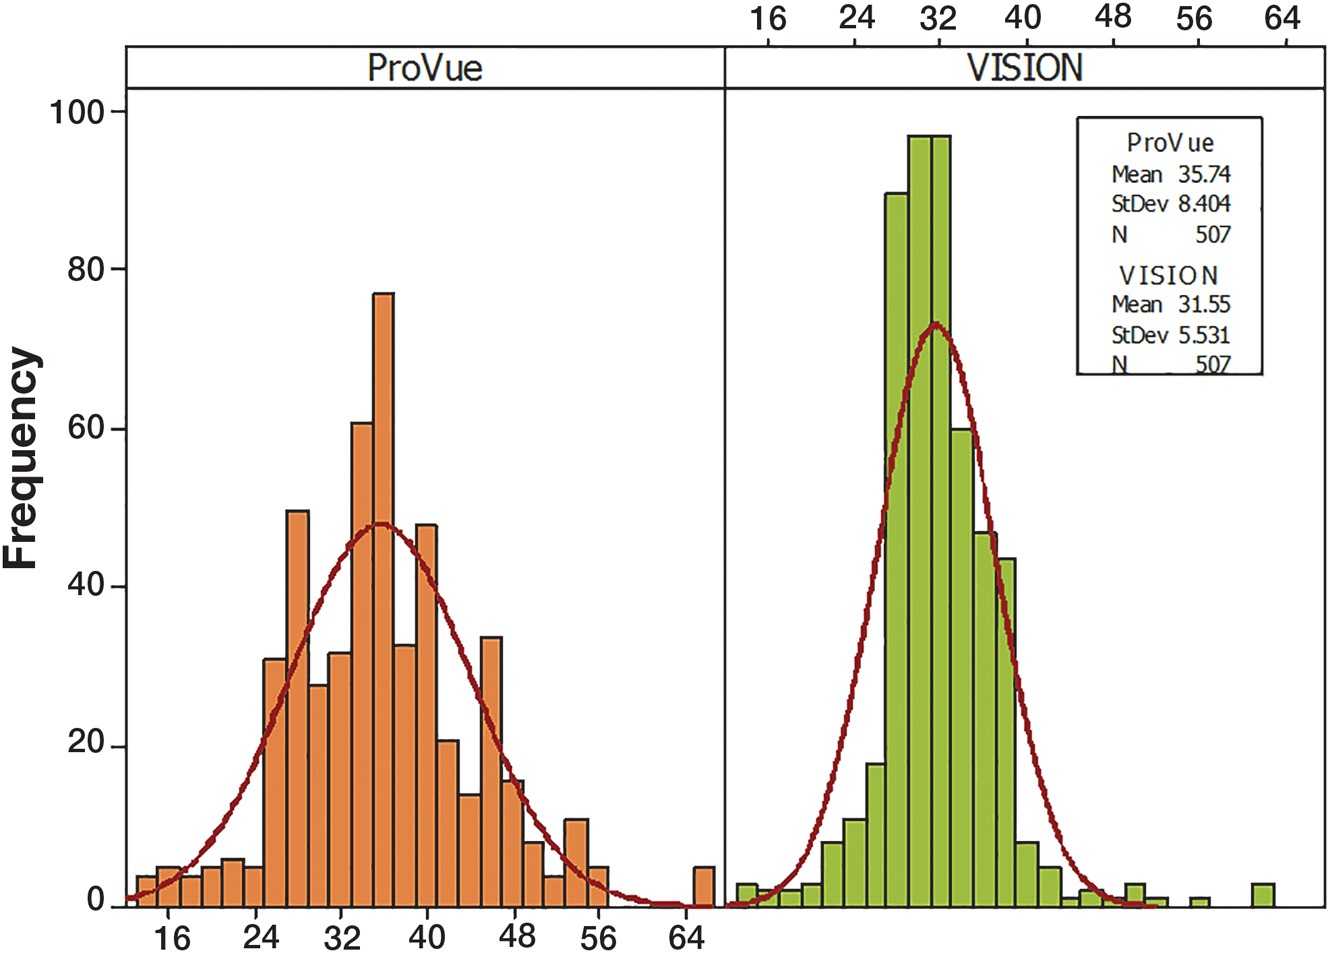 16 24 32 40 48 56 64
ProVue VISION
100
80
60
40
20
0
Frequency
ProVue
Mean 35.74
StDev 8.404
N 507
VISION
Mean 31.55
StDev 5.531
N 507
16 24 32 40 48 56 64